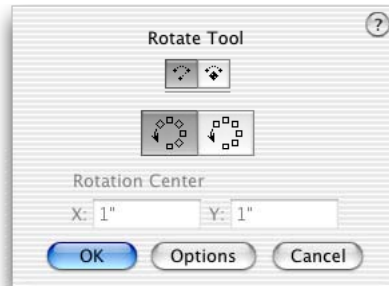 ?
Rotate Tool
Rotation Center
X: 1" Y: 1"
OK Options Cancel